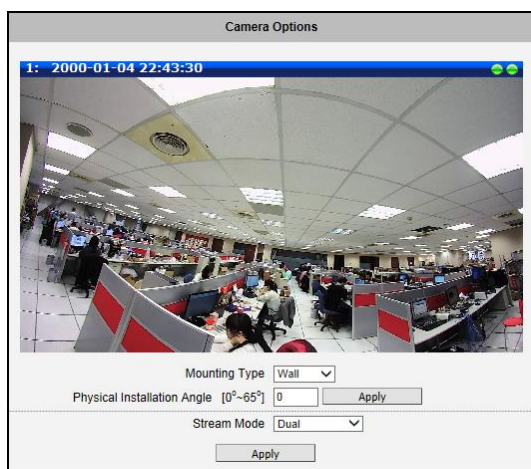 Camera Options
1: 2000-01-04 22:43:30
Mounting Type Wall
Physical Installation Angle [0°~65°] 0 Apply
Stream Mode Dual
Apply